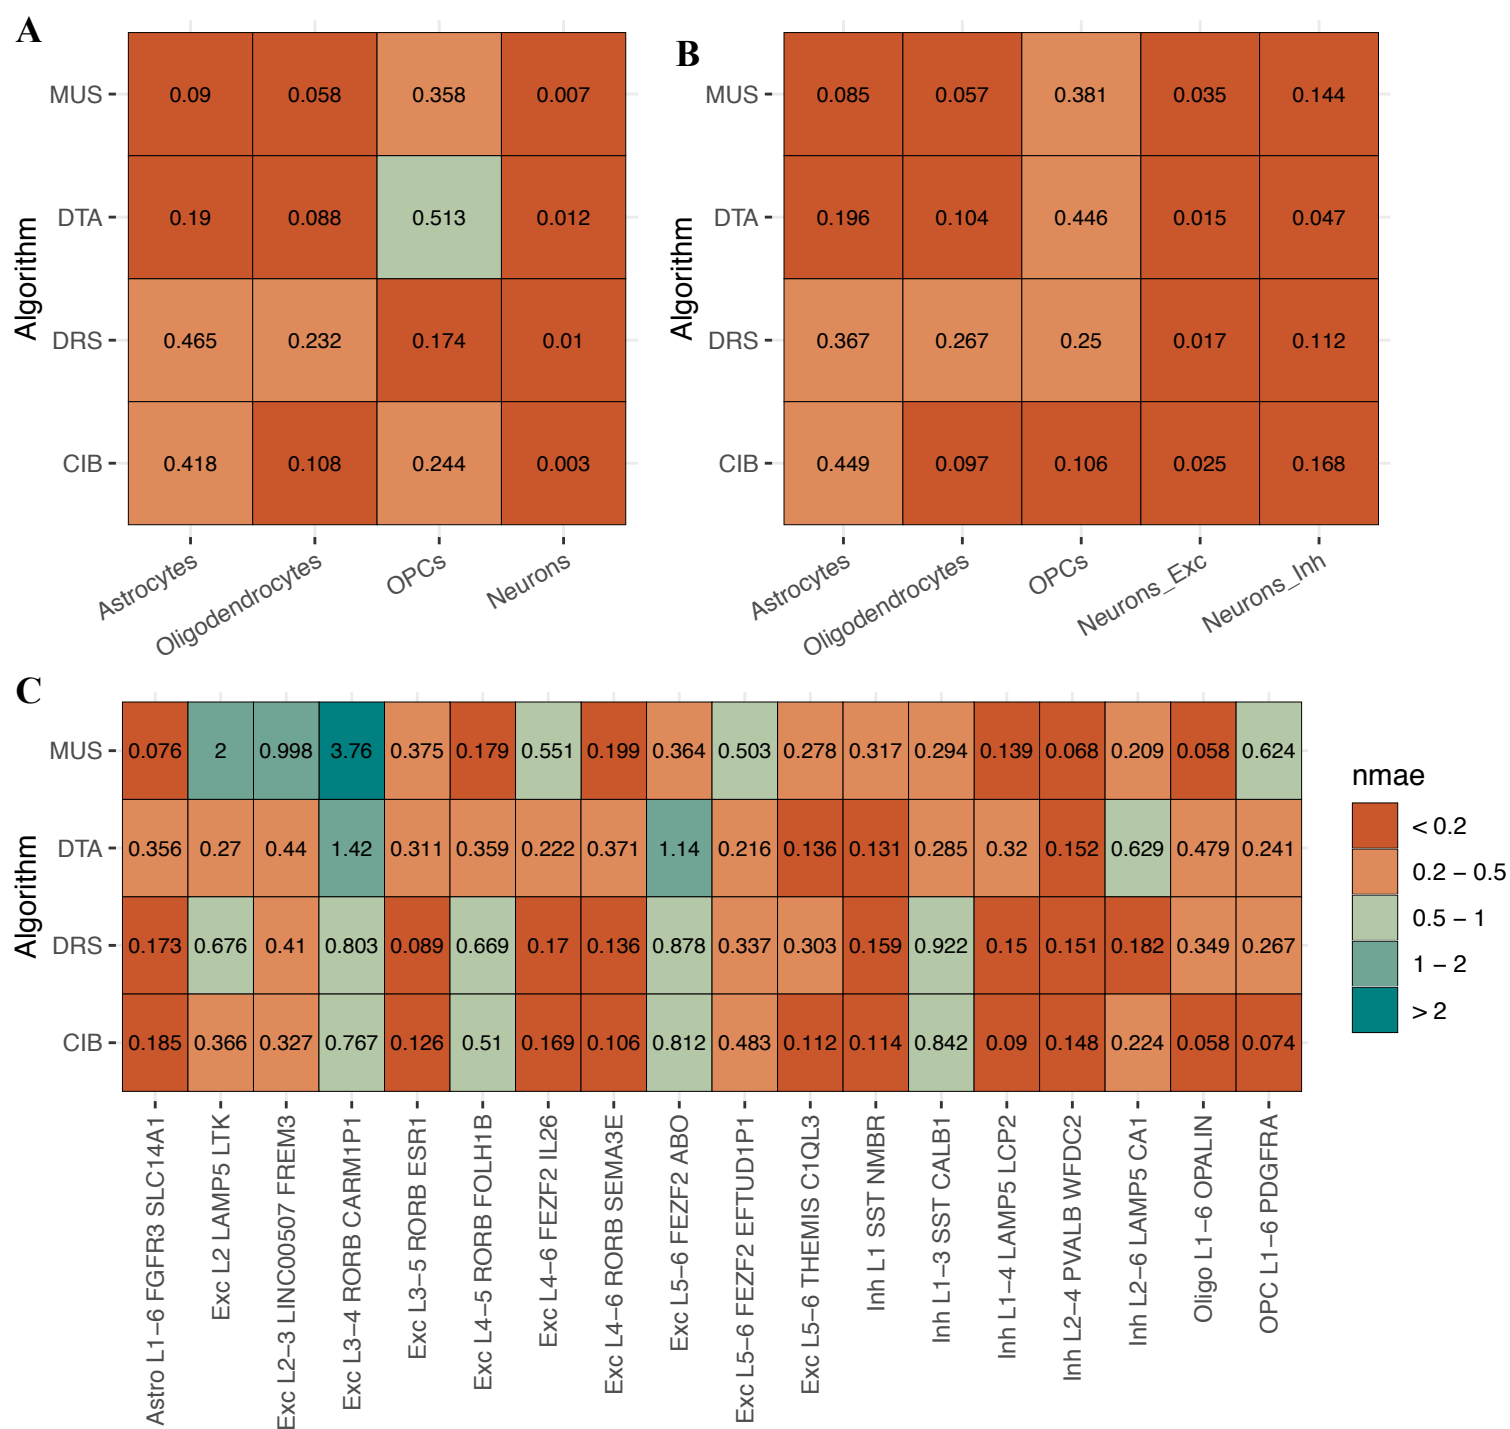 A
MUS
0.09 0.058 0.358 0.007
DTA
0.19 0.088 0.513 0.012
DRS
0.465 0.232 0.174 0.01
CIB
0.418 0.108 0.244 0.003
Algorithm
Astrocytes
Oligodendrocytes
OPCs
Neurons
B
MUS
0.085 0.057 0.381 0.035 0.144
DTA
0.196 0.104 0.446 0.015 0.047
DRS
0.367 0.267 0.25 0.017 0.112
CIB
0.449 0.097 0.106 0.025 0.168
Algorithm
Astrocytes
Oligodendrocytes
OPCs
Neurons_Exc
Neurons_Inh
C
MUS
0.076 2 0.998 3.76 0.375 0.179 0.551 0.199 0.364 0.503 0.278 0.317 0.294 0.139 0.068 0.209 0.058 0.624
DTA
0.356 0.27 0.44 1.42 0.311 0.359 0.222 0.371 1.14 0.216 0.136 0.131 0.285 0.32 0.152 0.629 0.479 0.241
DRS
0.173 0.676 0.41 0.803 0.089 0.669 0.17 0.136 0.878 0.337 0.303 0.159 0.922 0.15 0.151 0.182 0.349 0.267
CIB
0.185 0.366 0.327 0.767 0.126 0.51 0.169 0.106 0.812 0.483 0.112 0.114 0.842 0.09 0.148 0.224 0.058 0.074
Algorithm
Astro L1−6 FGFR3 SLC14A1
Exc L2 LAMP5 LTK
Exc L2−3 LINC00507 FREM3
Exc L3−4 RORB CARM1P1
Exc L3−5 RORB ESR1
Exc L4−5 RORB FOLH1B
Exc L4−6 FEZF2 IL26
Exc L4−6 RORB SEMA3E
Exc L5−6 FEZF2 ABO
Exc L5−6 FEZF2 EFTUD1P1
Exc L5−6 THEMIS C1QL3
Inh L1 SST NMBR
Inh L1−3 SST CALB1
Inh L1−4 LAMP5 LCP2
Inh L2−4 PVALB WFDC2
Inh L2−6 LAMP5 CA1
Oligo L1−6 OPALIN
OPC L1−6 PDGFRA
nmae
< 0.2
0.2 − 0.5
0.5 − 1
1 − 2
> 2